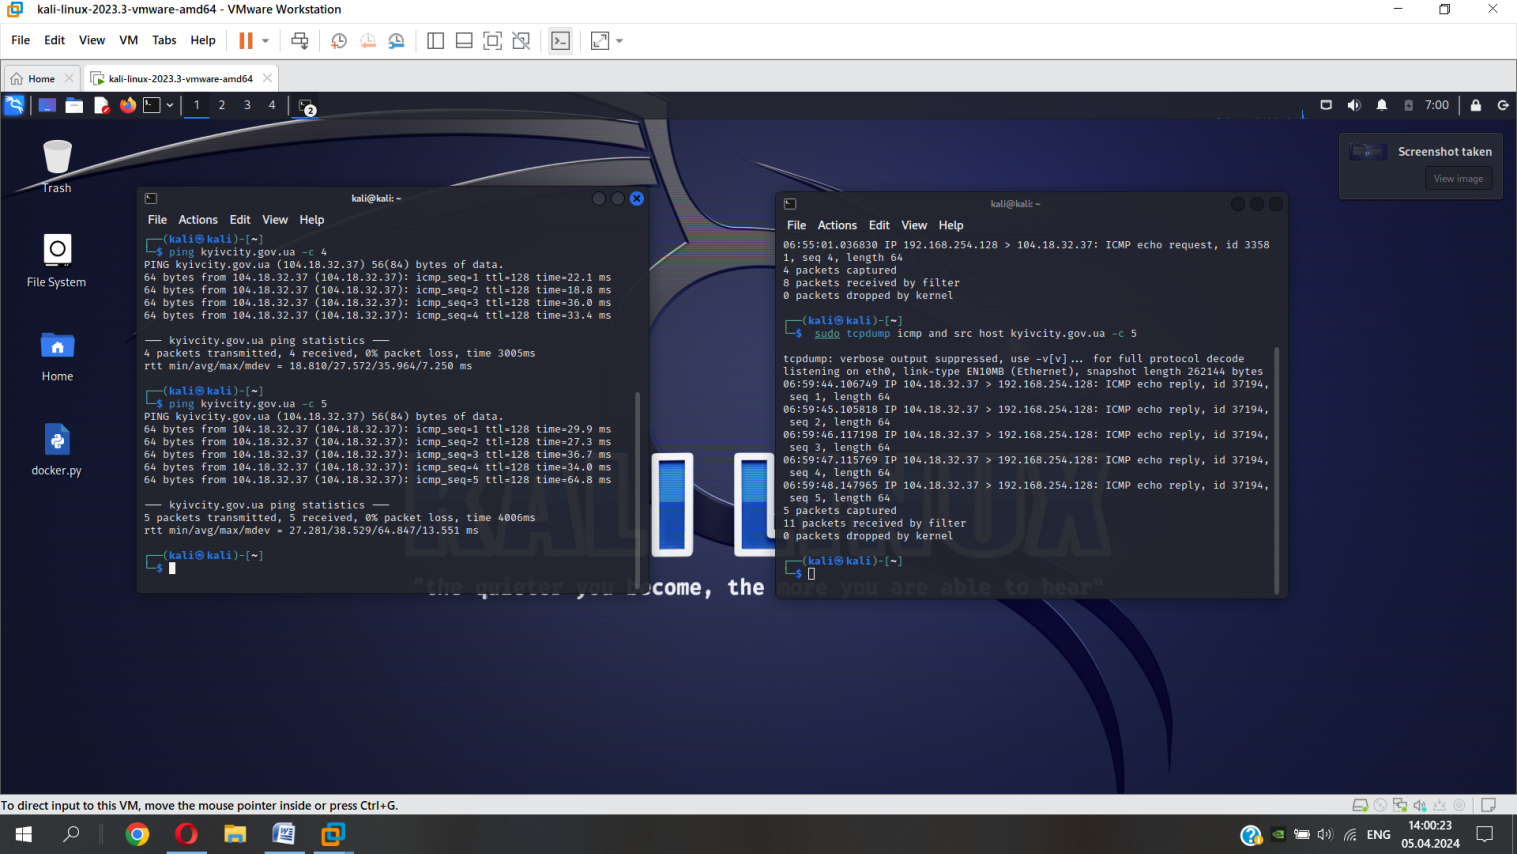 kali-linux-2023.3-vmware-amd64 - VMware Workstation
File Edit View VM Tabs Help
Home kali-linux-2023.3-vmware-amd64
1 2 3 4 2 7:00
Trash
File System
Home
docker.py
Screenshot taken
View image
kali@kali: ~
File Actions Edit View Help
┌──(kali㉿kali)-[~]
└─$ ping kyivcity.gov.ua -c 4
PING kyivcity.gov.ua (104.18.32.37) 56(84) bytes of data.
64 bytes from 104.18.32.37 (104.18.32.37): icmp_seq=1 ttl=128 time=22.1 ms
64 bytes from 104.18.32.37 (104.18.32.37): icmp_seq=2 ttl=128 time=18.8 ms
64 bytes from 104.18.32.37 (104.18.32.37): icmp_seq=3 ttl=128 time=36.0 ms
64 bytes from 104.18.32.37 (104.18.32.37): icmp_seq=4 ttl=128 time=33.4 ms
--- kyivcity.gov.ua ping statistics ---
4 packets transmitted, 4 received, 0% packet loss, time 3005ms
rtt min/avg/max/mdev = 18.810/27.572/35.964/7.250 ms
┌──(kali㉿kali)-[~]
└─$ ping kyivcity.gov.ua -c 5
PING kyivcity.gov.ua (104.18.32.37) 56(84) bytes of data.
64 bytes from 104.18.32.37 (104.18.32.37): icmp_seq=1 ttl=128 time=29.9 ms
64 bytes from 104.18.32.37 (104.18.32.37): icmp_seq=2 ttl=128 time=27.3 ms
64 bytes from 104.18.32.37 (104.18.32.37): icmp_seq=3 ttl=128 time=36.7 ms
64 bytes from 104.18.32.37 (104.18.32.37): icmp_seq=4 ttl=128 time=34.0 ms
64 bytes from 104.18.32.37 (104.18.32.37): icmp_seq=5 ttl=128 time=64.8 ms
--- kyivcity.gov.ua ping statistics ---
5 packets transmitted, 5 received, 0% packet loss, time 4006ms
rtt min/avg/max/mdev = 27.281/38.529/64.847/13.551 ms
┌──(kali㉿kali)-[~]
└─$
kali@kali: ~
File Actions Edit View Help
06:55:01.036830 IP 192.168.254.128 > 104.18.32.37: ICMP echo request, id 3358
1, seq 4, length 64
4 packets captured
8 packets received by filter
0 packets dropped by kernel
┌──(kali㉿kali)-[~]
└─$ sudo tcpdump icmp and src host kyivcity.gov.ua -c 5
tcpdump: verbose output suppressed, use -v[v]... for full protocol decode
listening on eth0, link-type EN10MB (Ethernet), snapshot length 262144 bytes
06:59:44.106749 IP 104.18.32.37 > 192.168.254.128: ICMP echo reply, id 37194,
seq 1, length 64
06:59:45.105818 IP 104.18.32.37 > 192.168.254.128: ICMP echo reply, id 37194,
seq 2, length 64
06:59:46.117198 IP 104.18.32.37 > 192.168.254.128: ICMP echo reply, id 37194,
seq 3, length 64
06:59:47.115769 IP 104.18.32.37 > 192.168.254.128: ICMP echo reply, id 37194,
seq 4, length 64
06:59:48.147965 IP 104.18.32.37 > 192.168.254.128: ICMP echo reply, id 37194,
seq 5, length 64
5 packets captured
11 packets received by filter
0 packets dropped by kernel
┌──(kali㉿kali)-[~]
└─$
KALI LINUX
"the quieter you become, the more you are able to hear"
To direct input to this VM, move the mouse pointer inside or press Ctrl+G.
ENG
14:00:23
05.04.2024